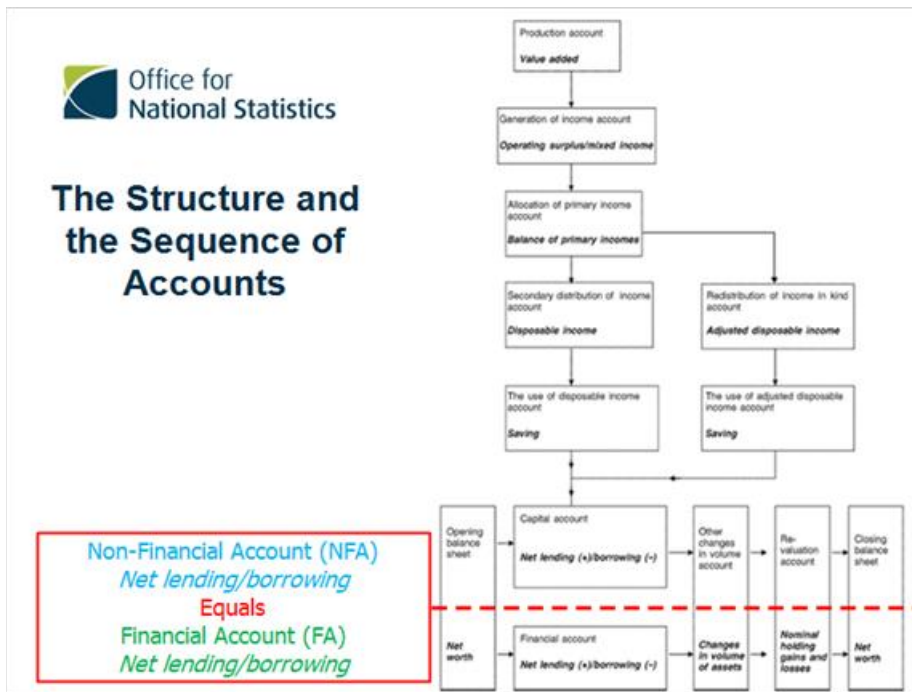 Office for
National Statistics
The Structure and
the Sequence of
Accounts
Production account
Value added
Generation of income account
Operating surplus/mixed income
Allocation of primary income
account
Balance of primary incomes
Secondary distribution of income
account
Disposable income
Redistribution of income in kind
account
Adjusted disposable income
The use of disposable income
account
Saving
The use of adjusted disposable
income account
Saving
Opening
balance
sheet
Capital account
Net lending (+)/borrowing (-)
Other
changes
in volume
account
Re-
valuation
account
Closing
balance
sheet
Non-Financial Account (NFA)
Net lending/borrowing
Equals
Financial Account (FA)
Net lending/borrowing
Net
worth
Financial account
Net lending (+)/borrowing (-)
Changes
in volume
of assets
Nominal
holding
gains and
losses
Net
worth